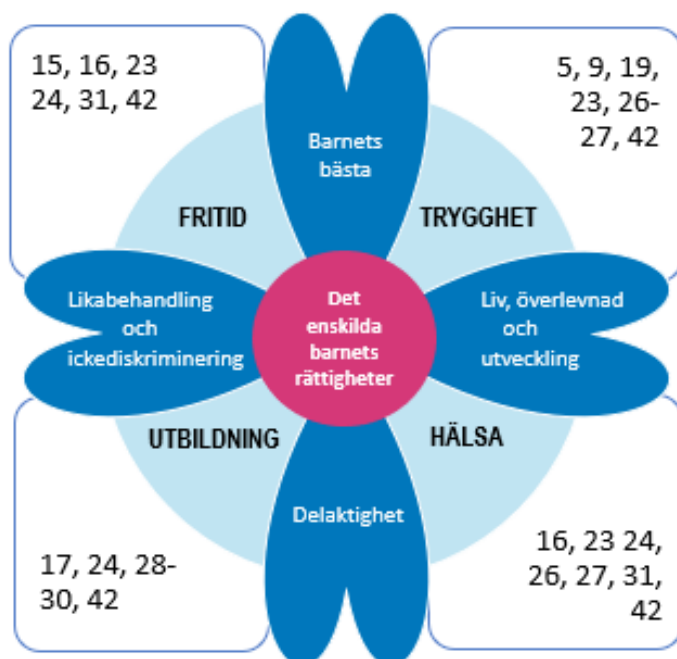 15, 16, 23
24, 31, 42
5, 9, 19,
23, 26-
27, 42
Barnets
bästa
FRITID
TRYGGHET
Likabehandling
och
ickediskriminering
Det
enskilda
barnets
rättigheter
Liv, överlevnad
och
utveckling
UTBILDNING
HÄLSA
Delaktighet
17, 24, 28-
30, 42
16, 23 24,
26, 27, 31,
42